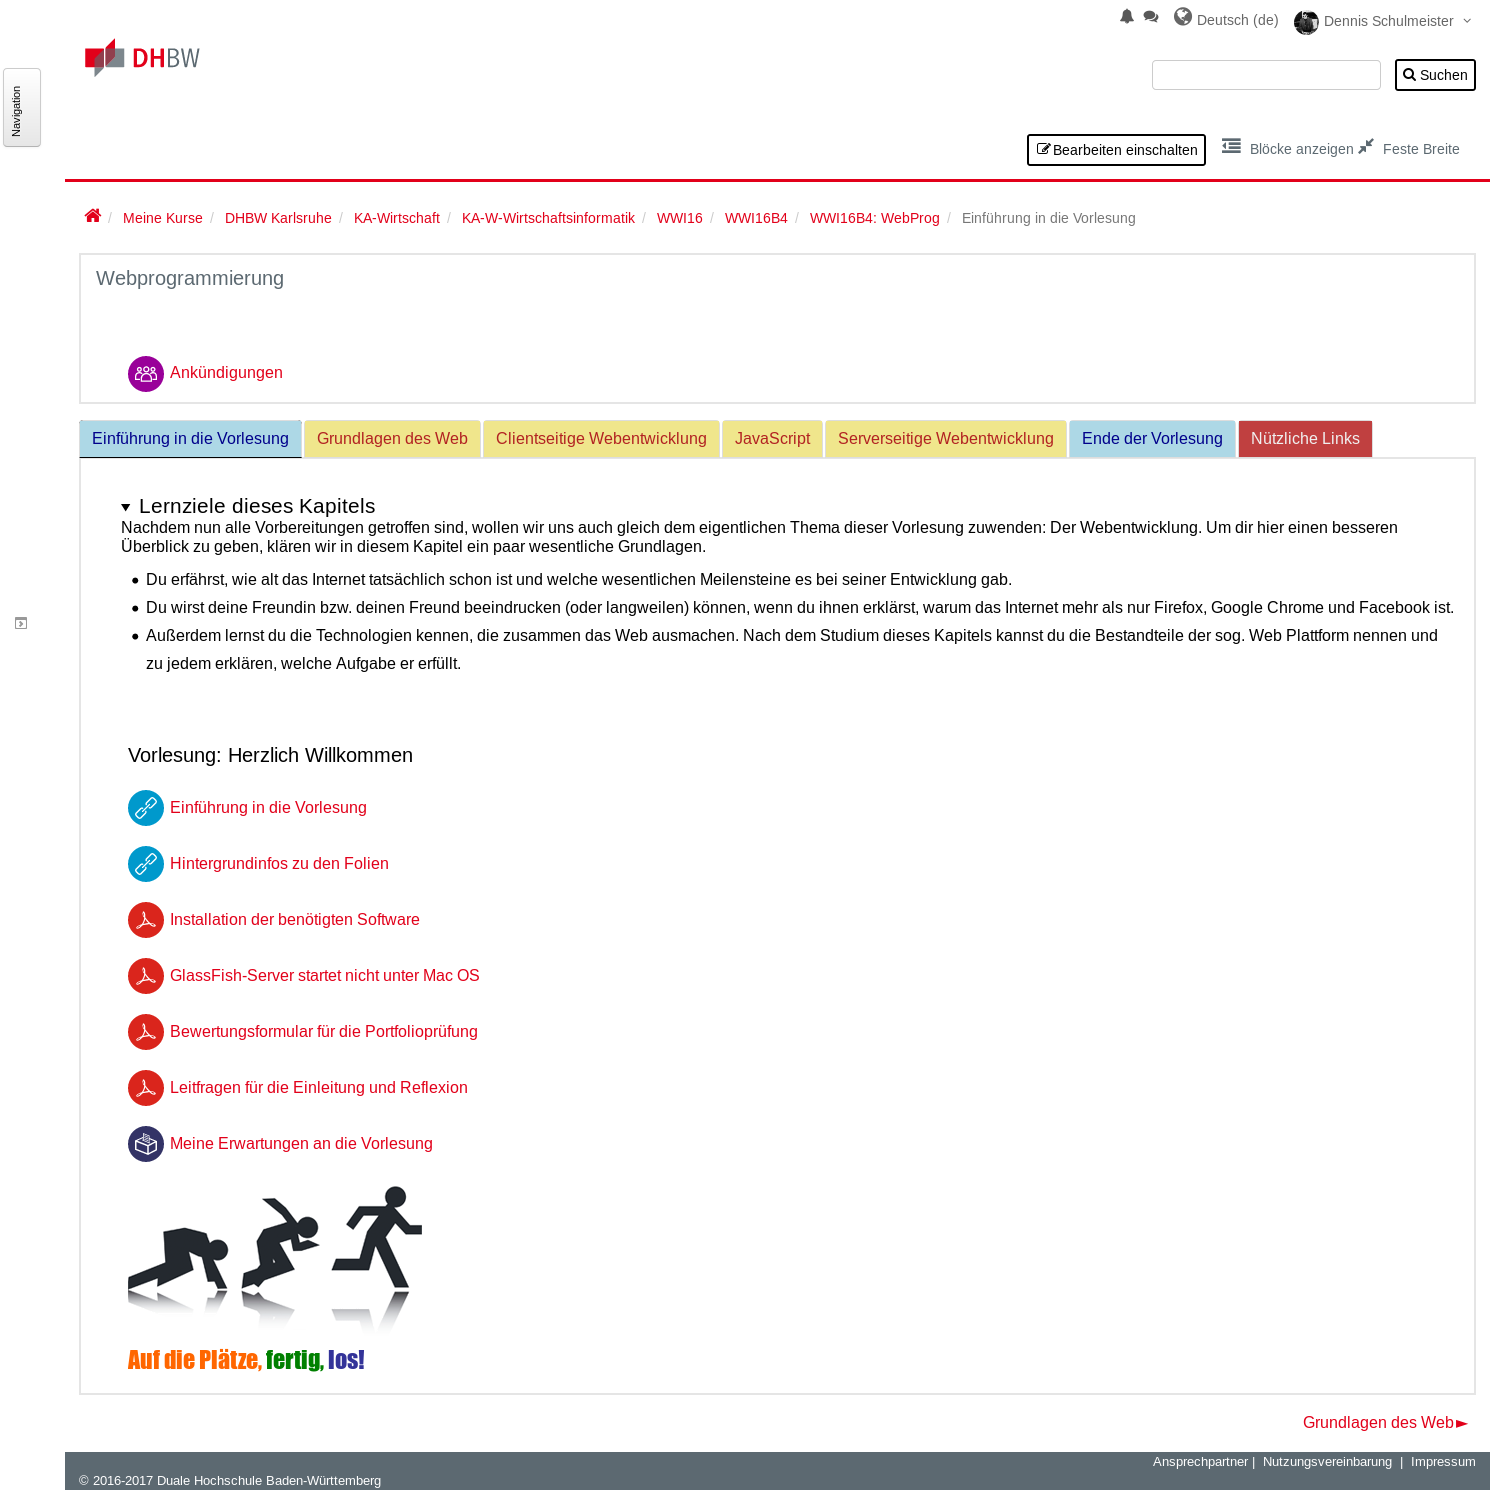 Deutsch (de) Dennis Schulmeister
DHBW
Suchen
Navigation
Bearbeiten einschalten Blöcke anzeigen Feste Breite
/ Meine Kurse / DHBW Karlsruhe / KA-Wirtschaft / KA-W-Wirtschaftsinformatik / WWI16 / WWI16B4 / WWI16B4: WebProg / Einführung in die Vorlesung
Webprogrammierung
Ankündigungen
Einführung in die Vorlesung Grundlagen des Web Clientseitige Webentwicklung JavaScript Serverseitige Webentwicklung Ende der Vorlesung Nützliche Links
▼ Lernziele dieses Kapitels
Nachdem nun alle Vorbereitungen getroffen sind, wollen wir uns auch gleich dem eigentlichen Thema dieser Vorlesung zuwenden: Der Webentwicklung. Um dir hier einen besseren
Überblick zu geben, klären wir in diesem Kapitel ein paar wesentliche Grundlagen.
• Du erfährst, wie alt das Internet tatsächlich schon ist und welche wesentlichen Meilensteine es bei seiner Entwicklung gab.
• Du wirst deine Freundin bzw. deinen Freund beeindrucken (oder langweilen) können, wenn du ihnen erklärst, warum das Internet mehr als nur Firefox, Google Chrome und Facebook ist.
• Außerdem lernst du die Technologien kennen, die zusammen das Web ausmachen. Nach dem Studium dieses Kapitels kannst du die Bestandteile der sog. Web Plattform nennen und
zu jedem erklären, welche Aufgabe er erfüllt.
Vorlesung: Herzlich Willkommen
Einführung in die Vorlesung
Hintergrundinfos zu den Folien
Installation der benötigten Software
GlassFish-Server startet nicht unter Mac OS
Bewertungsformular für die Portfolioprüfung
Leitfragen für die Einleitung und Reflexion
Meine Erwartungen an die Vorlesung
Auf die Plätze, fertig, los!
Grundlagen des Web►
Ansprechpartner | Nutzungsvereinbarung | Impressum
© 2016-2017 Duale Hochschule Baden-Württemberg